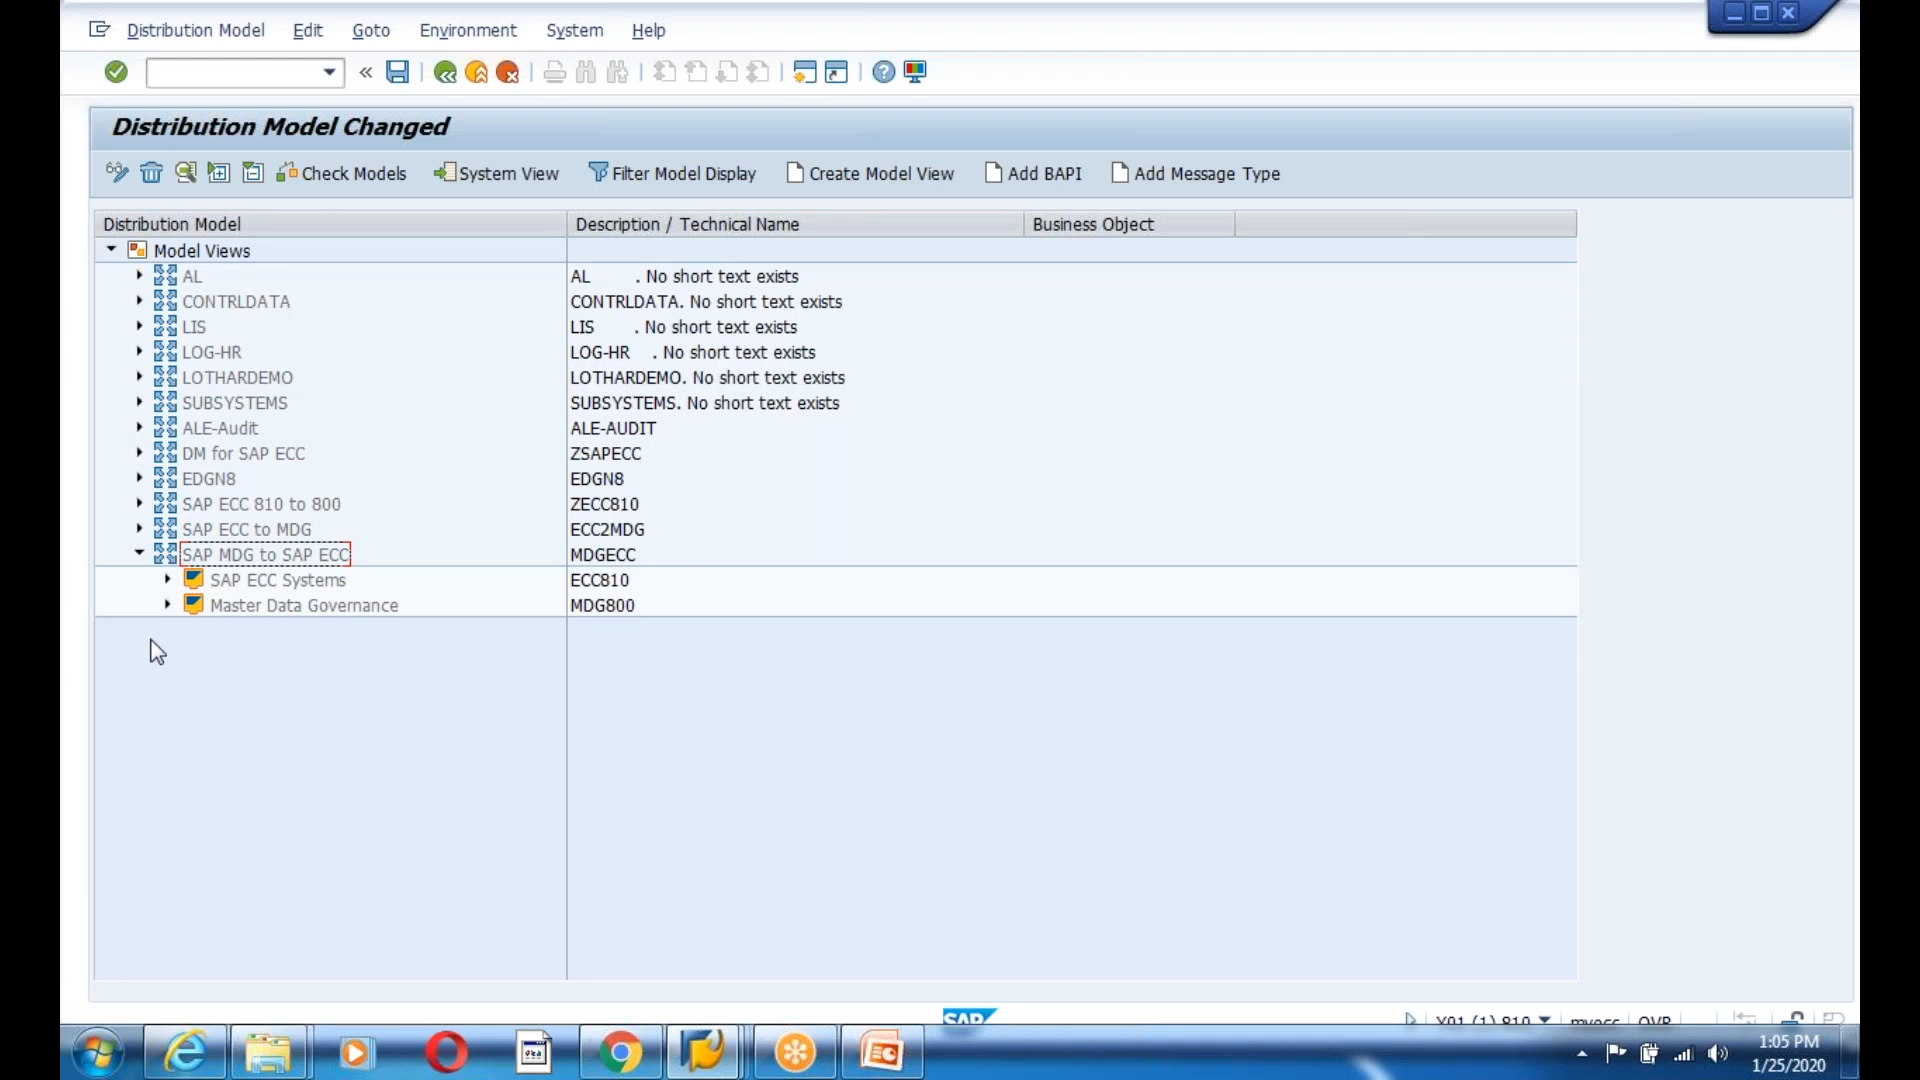 Distribution Model Edit Goto Environment System Help
Distribution Model Changed
Check Models System View Filter Model Display Create Model View Add BAPI Add Message Type
Distribution Model Description / Technical Name Business Object
Model Views
AL AL . No short text exists
CONTRLDATA CONTRLDATA. No short text exists
LIS LIS . No short text exists
LOG-HR LOG-HR . No short text exists
LOTHARDEMO LOTHARDEMO. No short text exists
SUBSYSTEMS SUBSYSTEMS. No short text exists
ALE-Audit ALE-AUDIT
DM for SAP ECC ZSAPECC
EDGN8 EDGN8
SAP ECC 810 to 800 ZECC810
SAP ECC to MDG ECC2MDG
SAP MDG to SAP ECC MDGECC
SAP ECC Systems ECC810
Master Data Governance MDG800
SAP Y01 (1) 810 myecc OVR
1:05 PM
1/25/2020